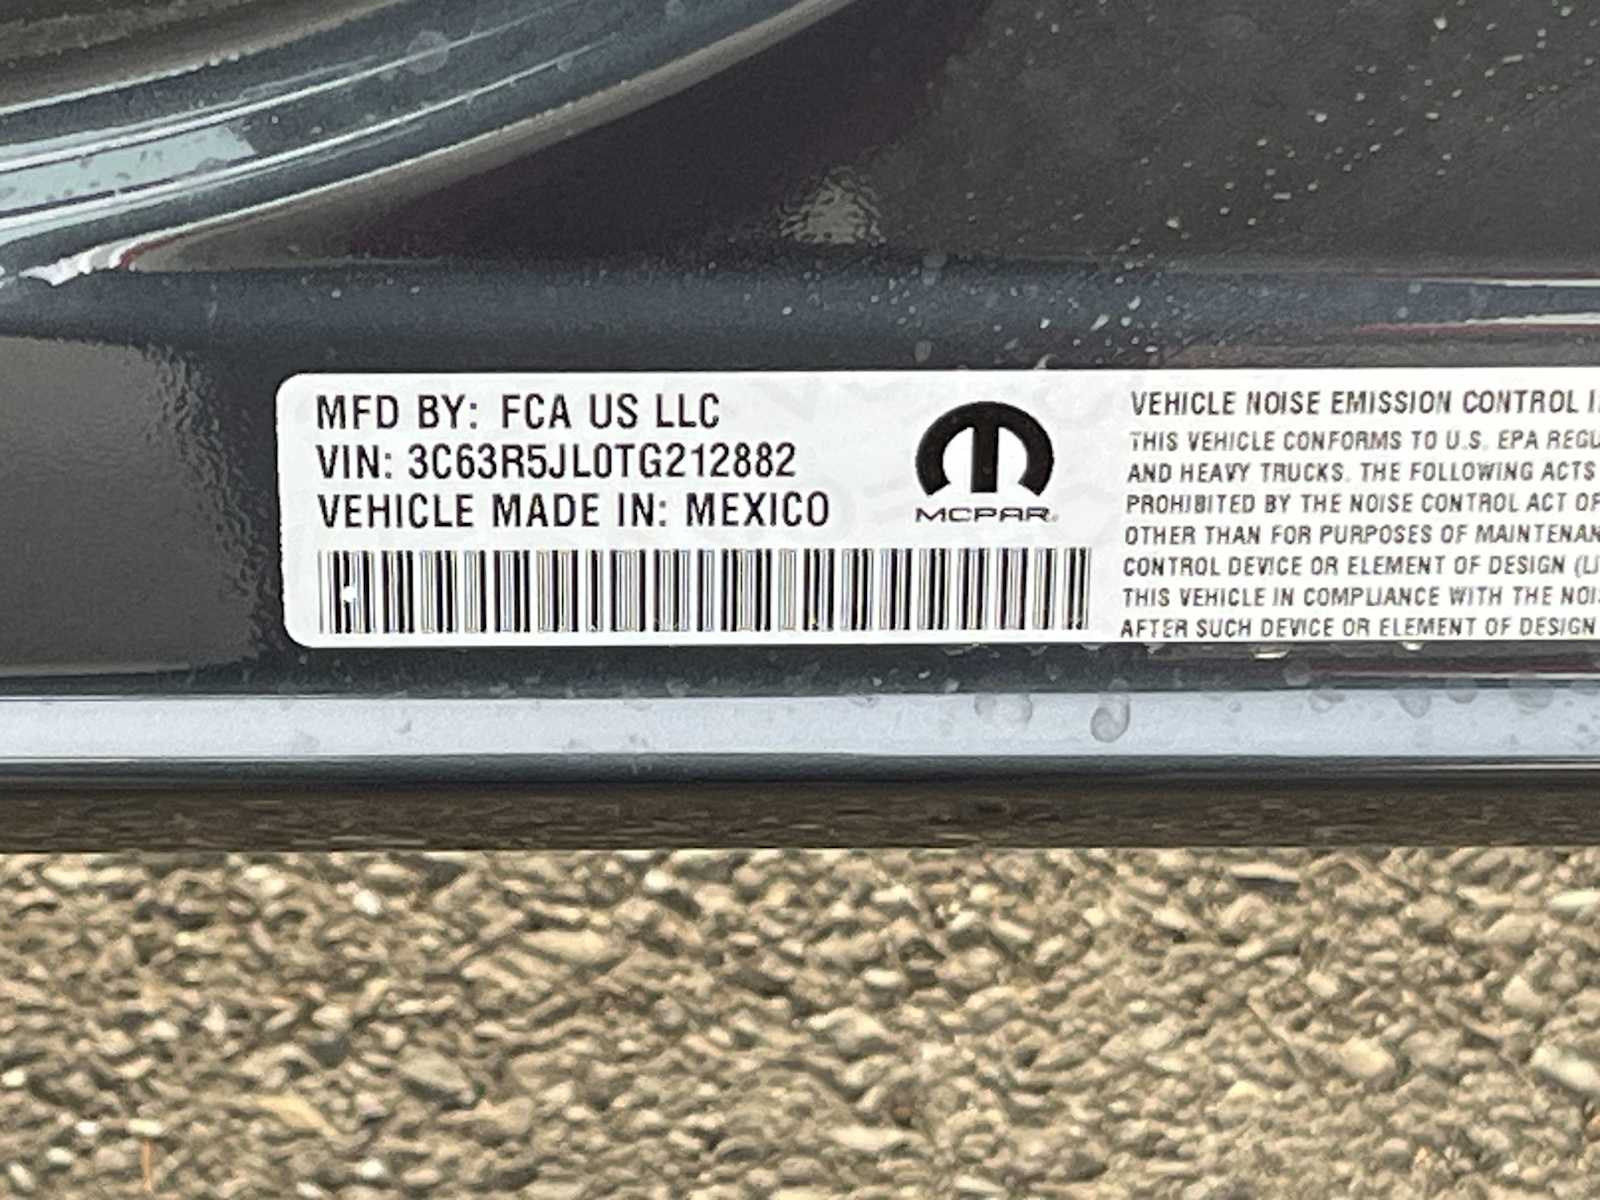 MFD BY: FCA US LLC
VIN: 3C63R5JL0TG212882
VEHICLE MADE IN: MEXICO
MOPAR
VEHICLE NOISE EMISSION CONTROL
THIS VEHICLE CONFORMS TO U.S. EPA
AND HEAVY TRUCKS. THE FOLLOWING ACTS
PROHIBITED BY THE NOISE CONTROL ACT
OTHER THAN FOR PURPOSES OF
CONTROL DEVICE OR ELEMENT OF DESIGN
THIS VEHICLE IN COMPLIANCE WITH THE
AFTER SUCH DEVICE OR ELEMENT OF DESIGN